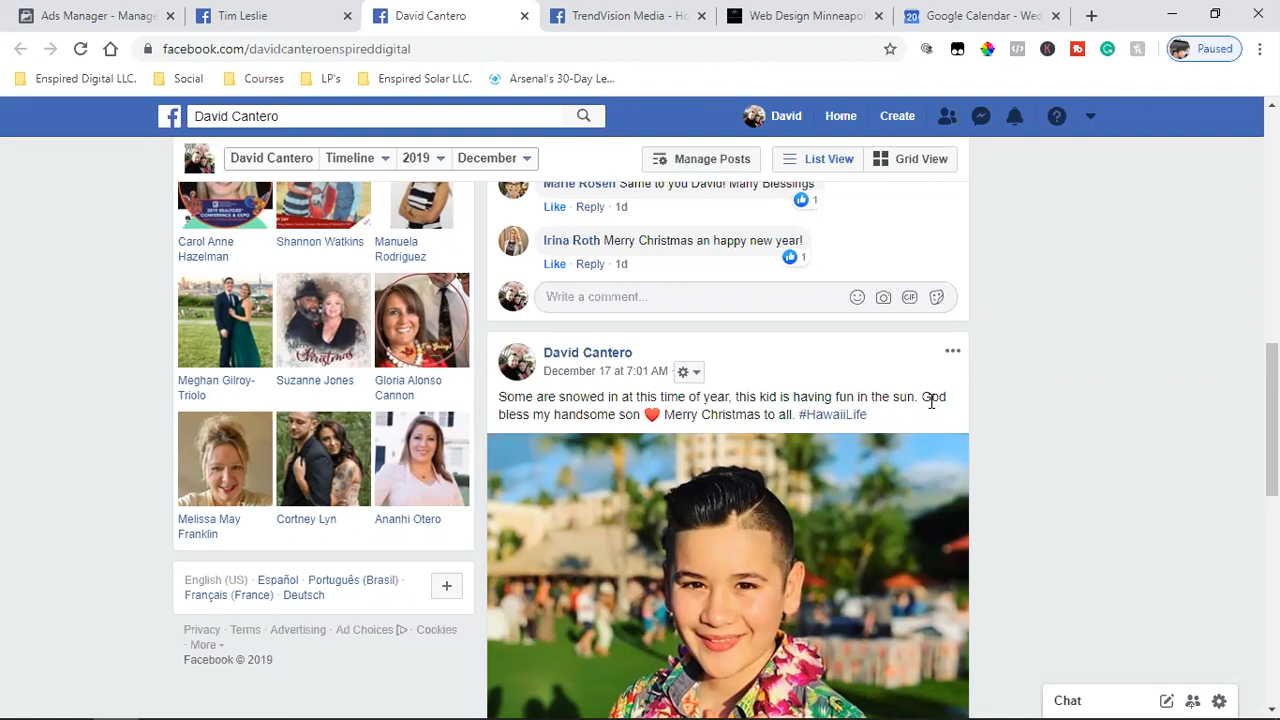 Ads Manager - Manage
Tim Leslie
David Cantero
TrendVision Media - Ho
Web Design Minneapol
Google Calendar - Wed
facebook.com/davidcanteroenspireddigital
Paused
Enspired Digital LLC.
Social
Courses
LP's
Enspired Solar LLC.
Arsenal's 30-Day Le...
David Cantero
David
Home
Create
David Cantero
Timeline
2019
December
Manage Posts
List View
Grid View
Carol Anne
Hazelman
Shannon Watkins
Manuela
Rodriguez
Meghan Gilroy-
Triolo
Suzanne Jones
Gloria Alonso
Cannon
Melissa May
Franklin
Cortney Lyn
Ananhi Otero
English (US) · Español · Português (Brasil) ·
Français (France) · Deutsch
Privacy · Terms · Advertising · Ad Choices · Cookies ·
More
Facebook © 2019
Marie Rosen Same to you David! Many Blessings
1
Like · Reply · 1d
Irina Roth Merry Christmas an happy new year!
1
Like · Reply · 1d
Write a comment...
GIF
David Cantero
December 17 at 7:01 AM ·
Some are snowed in at this time of year, this kid is having fun in the sun. God
bless my handsome son ❤️ Merry Christmas to all. #HawaiiLife
Chat